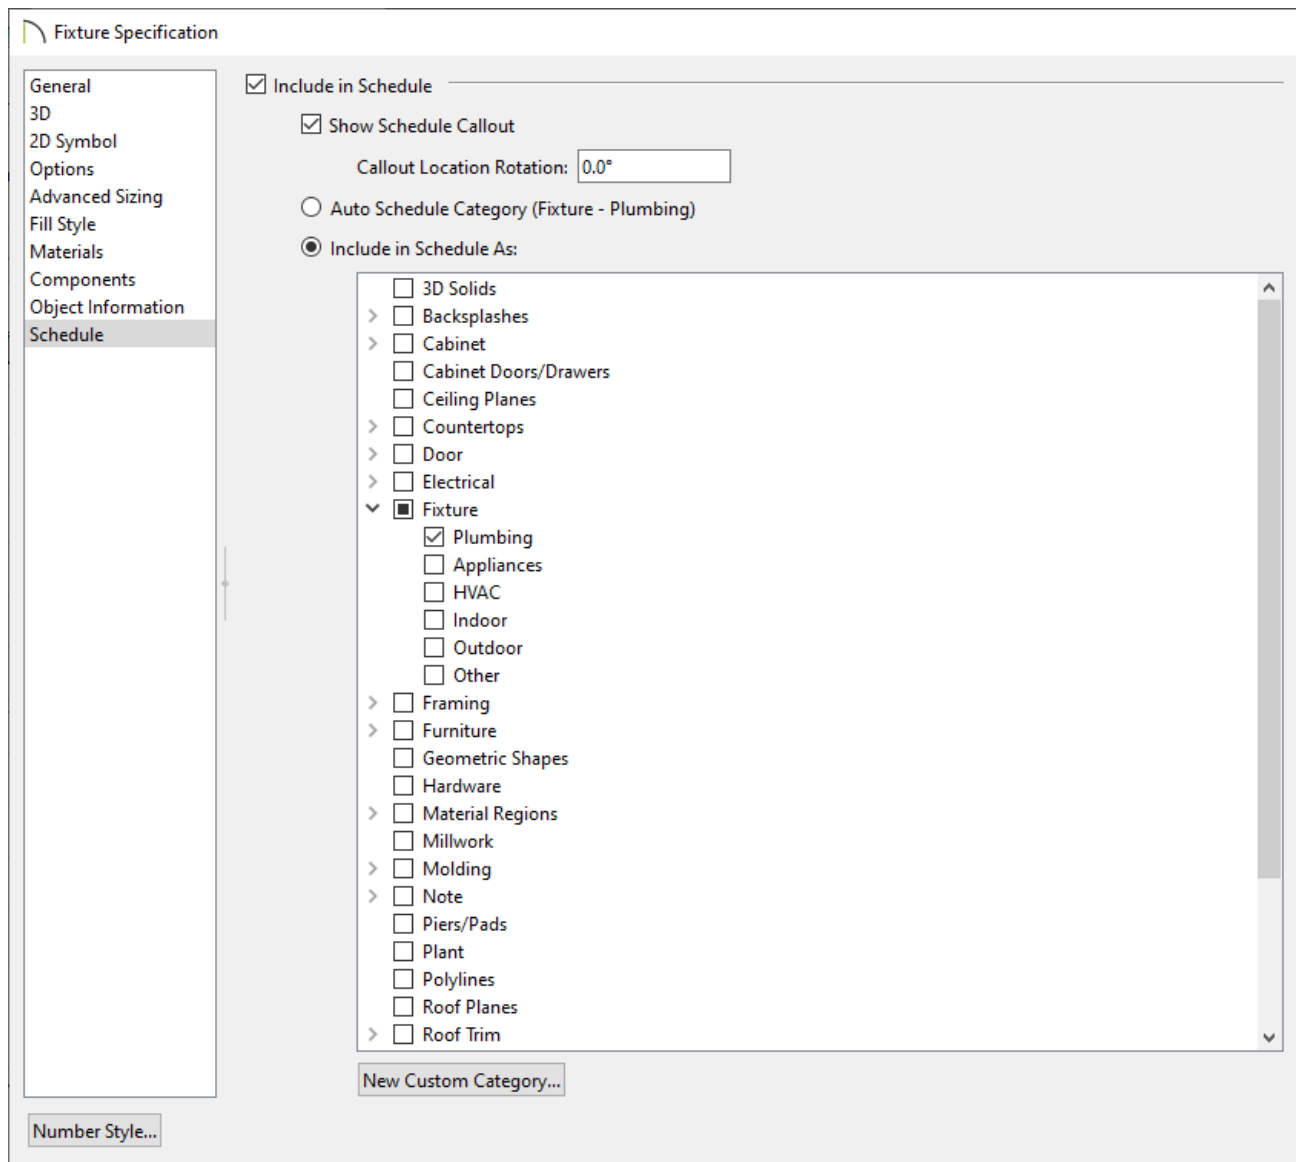 Fixture Specification
General
3D
2D Symbol
Options
Advanced Sizing
Fill Style
Materials
Components
Object Information
Schedule
Number Style...
Include in Schedule
Show Schedule Callout
Callout Location Rotation: 0.0°
Auto Schedule Category (Fixture - Plumbing)
Include in Schedule As:
3D Solids
Backsplashes
Cabinet
Cabinet Doors/Drawers
Ceiling Planes
Countertops
Door
Electrical
Fixture
Plumbing
Appliances
HVAC
Indoor
Outdoor
Other
Framing
Furniture
Geometric Shapes
Hardware
Material Regions
Millwork
Molding
Note
Piers/Pads
Plant
Polylines
Roof Planes
Roof Trim
New Custom Category...